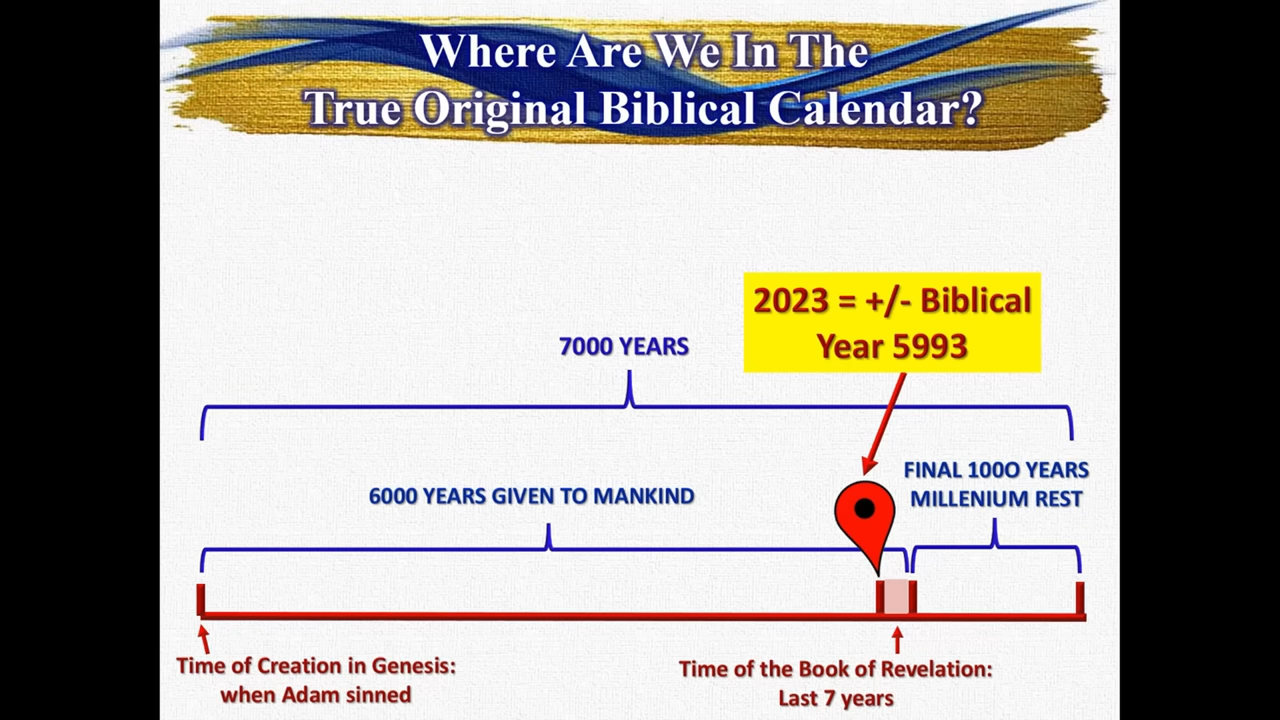 Where Are We In The
True Original Biblical Calendar?
2023 = +/- Biblical
Year 5993
7000 YEARS
FINAL 100O YEARS
MILLENIUM REST
6000 YEARS GIVEN TO MANKIND
Time of Creation in Genesis:
when Adam sinned
Time of the Book of Revelation:
Last 7 years